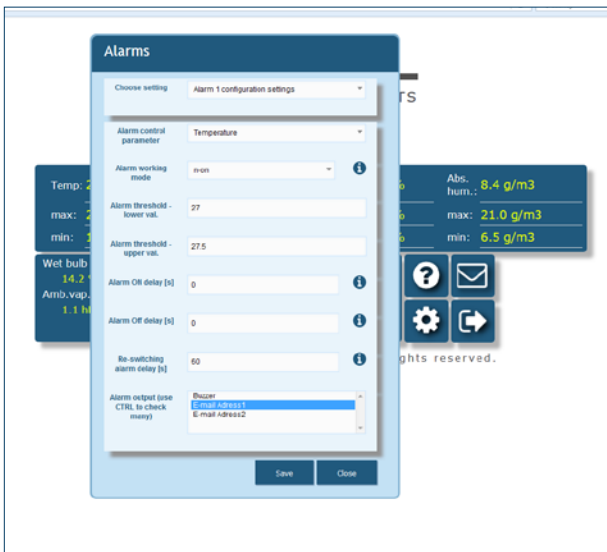 Alarms
Choose setting
Alarm 1 configuration settings
Alarm control parameter
Temperature
Alarm working mode
n-on
Alarm threshold - lower val.
27
Alarm threshold - upper val.
27.5
Alarm Off delay [s]
0
Alarm Off delay [s]
0
Re-switching alarm delay [s]
60
Alarm output (use CTRL to check many)
Buzzer
E-mail Adress1
E-mail Adress2
Save
Close
TS
Temp:
max:
min:
Abs. hum.:
8.4 g/m3
max:
21.0 g/m3
min:
6.5 g/m3
Wet bulb
14.2
Amb.vap.
1.1
ghts reserved.